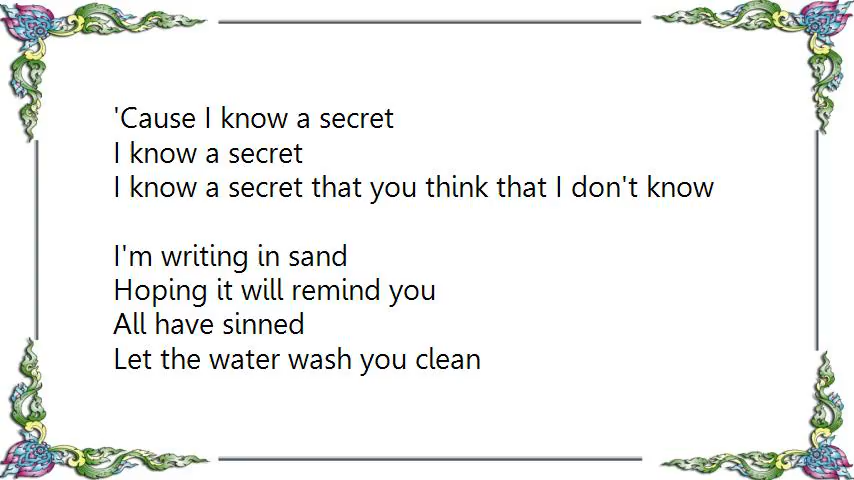 'Cause I know a secret
I know a secret
I know a secret that you think that I don't know
I'm writing in sand
Hoping it will remind you
All have sinned
Let the water wash you clean